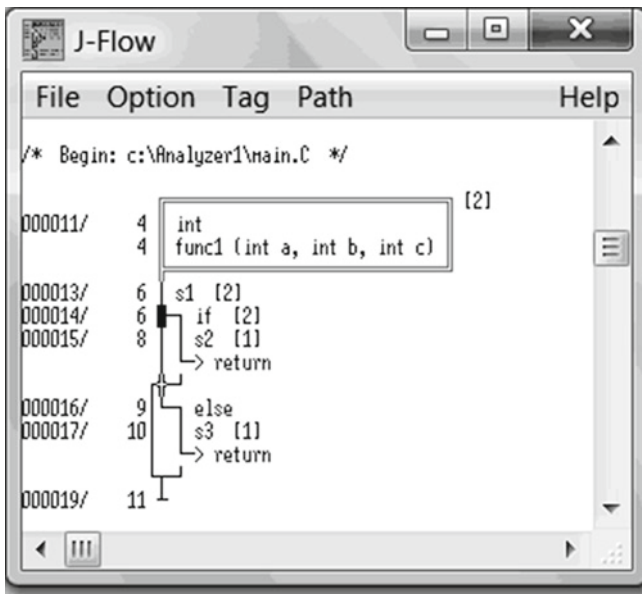 J-Flow
File Option Tag Path Help
/* Begin: c:\Analyzer1\main.C */
[2]
000011/ 4 int
4 func1 (int a, int b, int c)
000013/ 6 s1 [2]
000014/ 6 if [2]
000015/ 8 s2 [1]
return
000016/ 9 else
000017/ 10 s3 [1]
return
000019/ 11